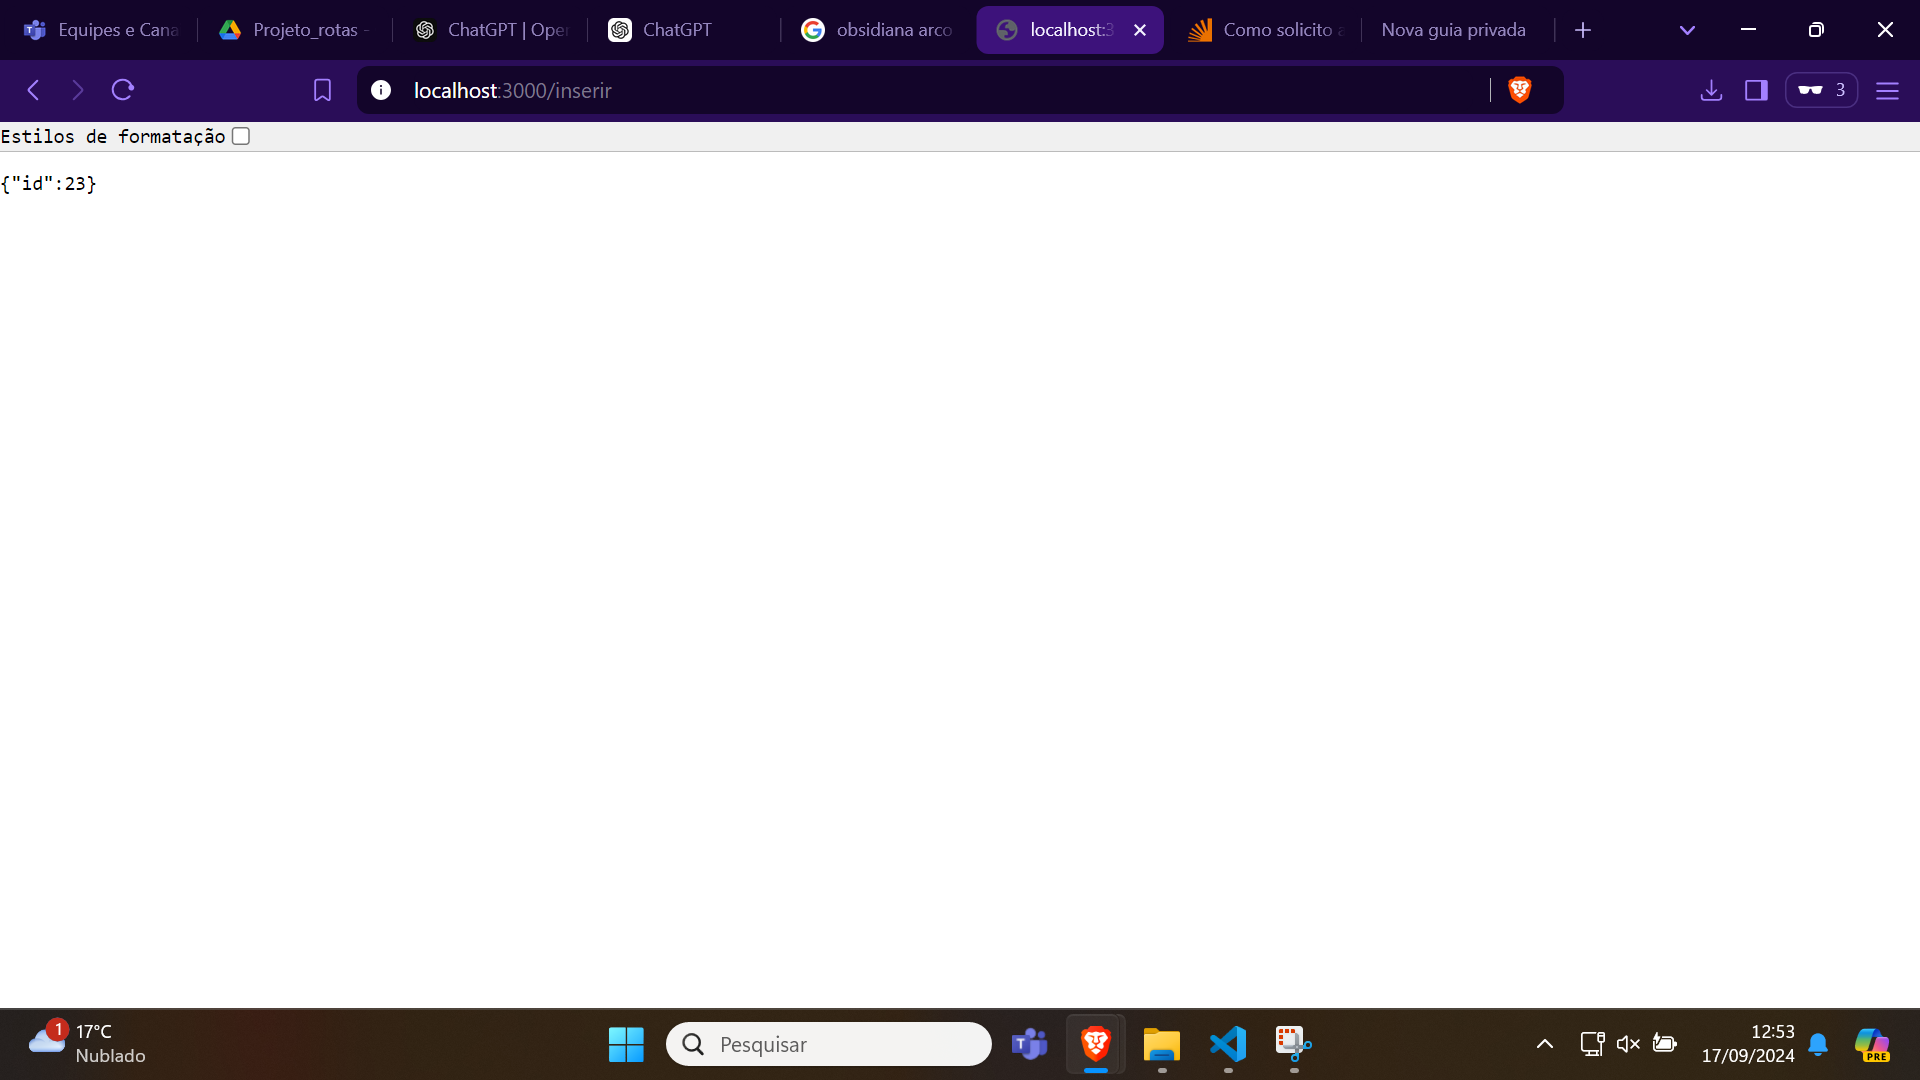 Equipes e Cana
Projeto_rotas -
ChatGPT | Oper
ChatGPT
obsidiana arco
localhost:3
Como solicito a
Nova guia privada
localhost:3000/inserir
3
Estilos de formatação
{"id":23}
1
17°C
Nublado
Pesquisar
12:53
17/09/2024
PRE